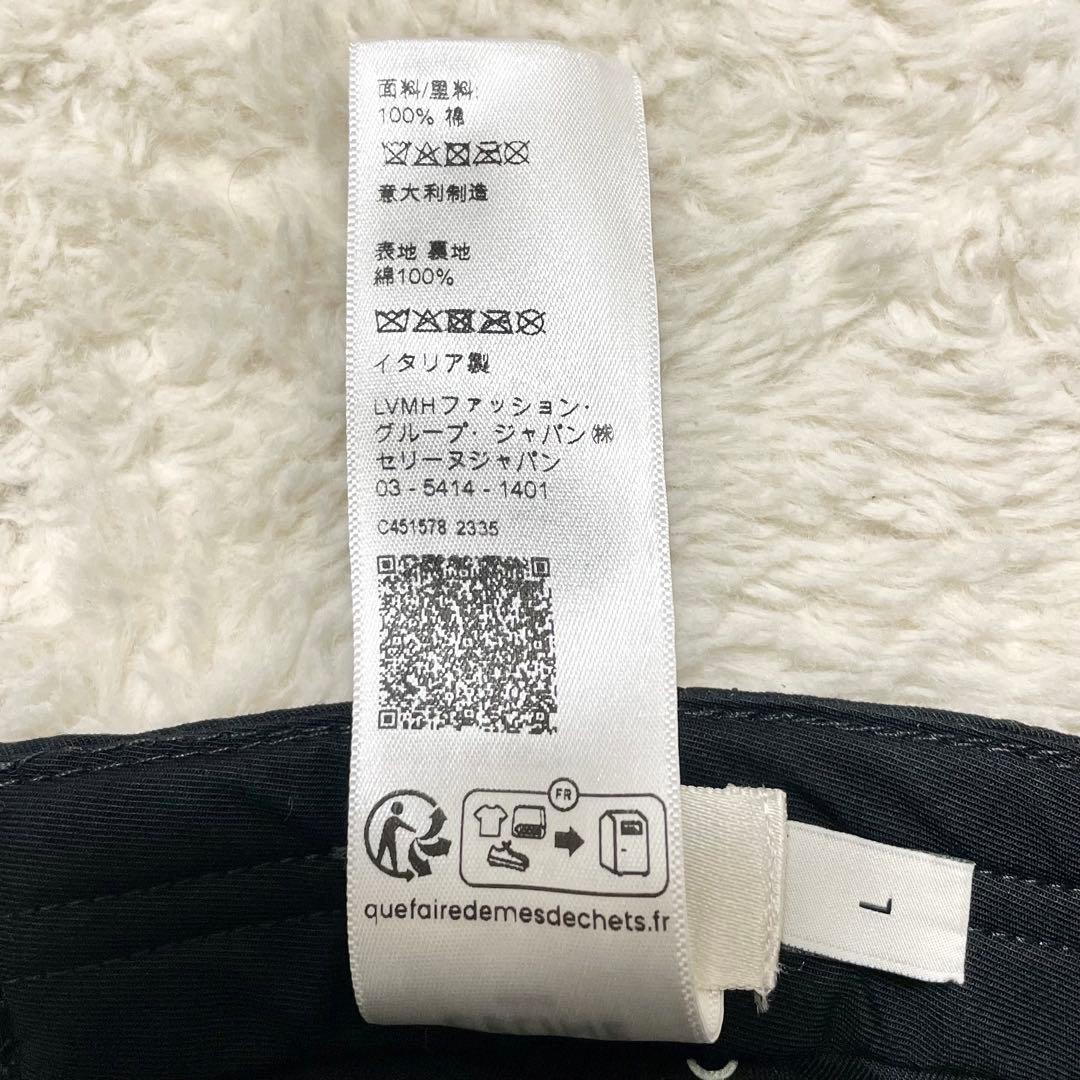 面料/里料:
100% 棉
意大利制造
表地 裏地
綿100%
イタリア製
LVMHファッション・
グループ・ジャパン㈱
セリーヌジャパン
03 - 5414 - 1401
C451578 2335
FR
quefairedemesdechets.fr
L